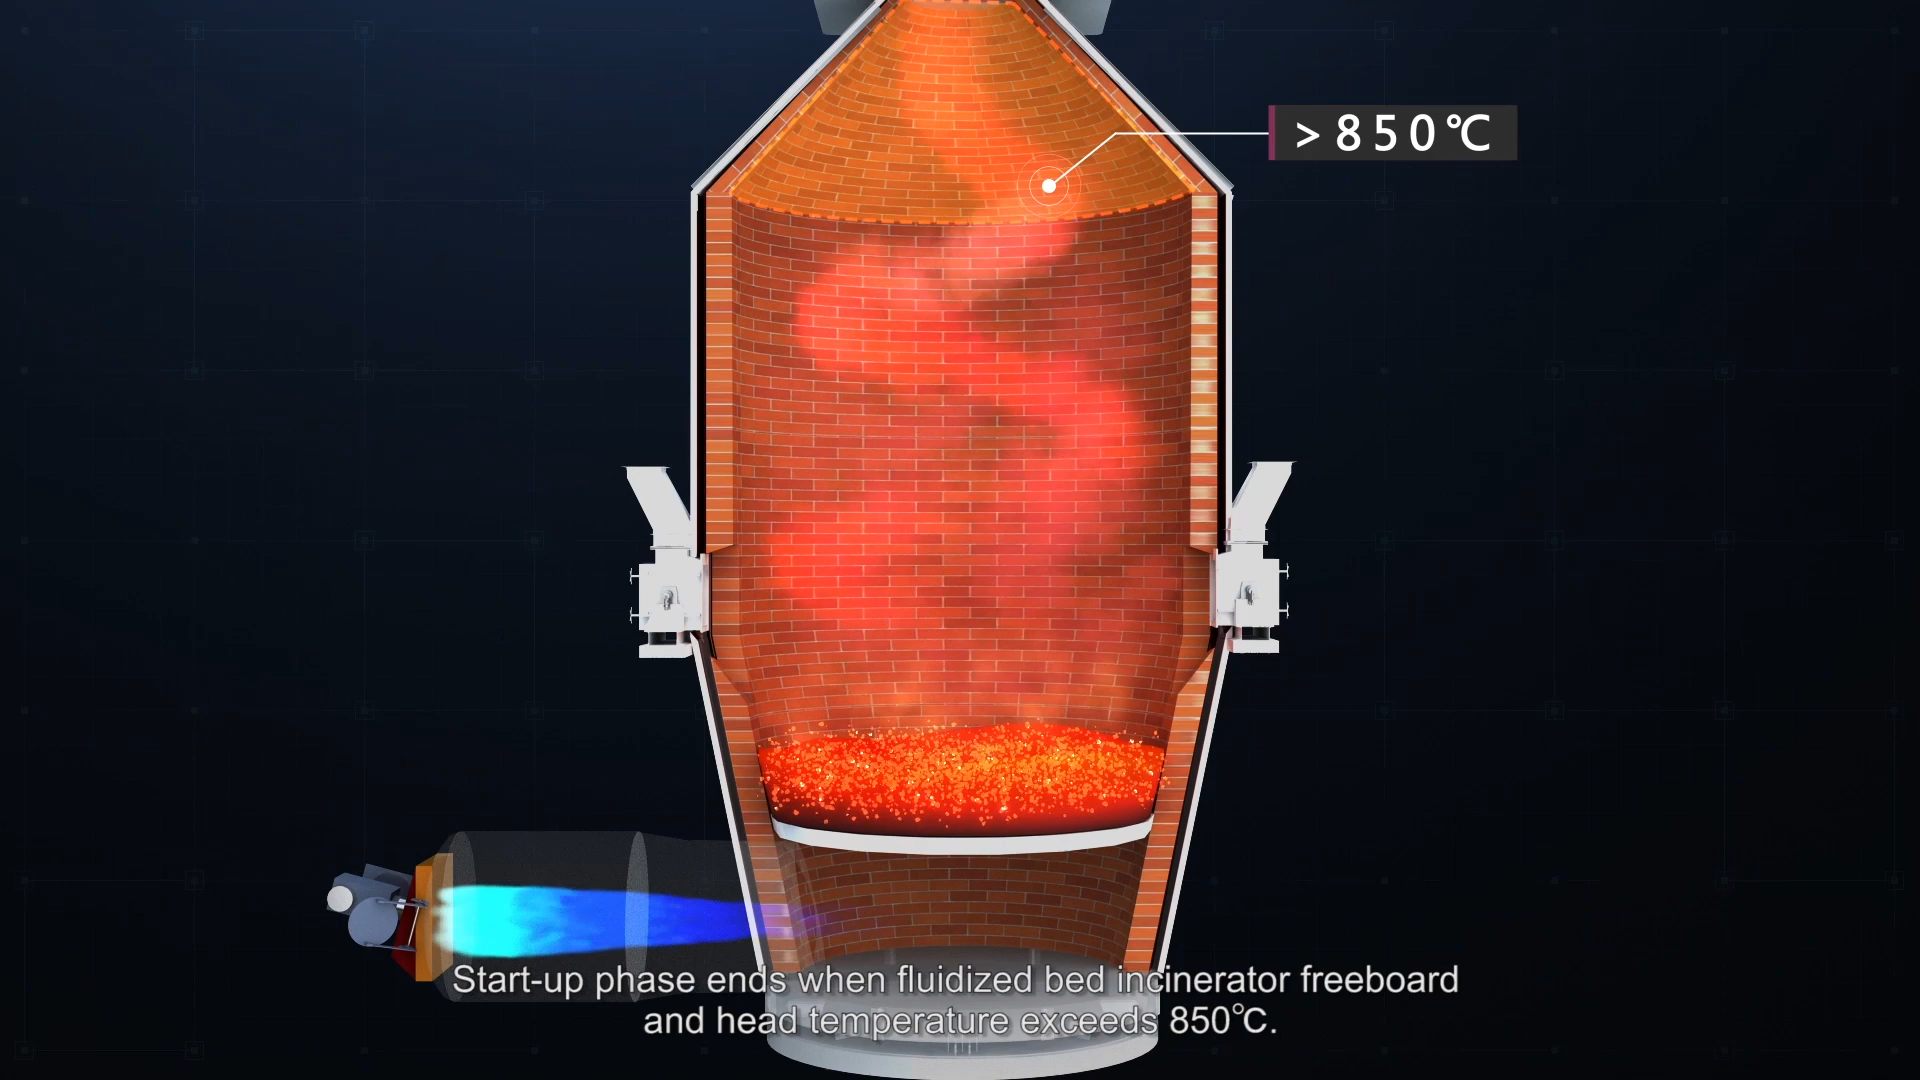 >850℃
Start-up phase ends when fluidized bed incinerator freeboard
and head temperature exceeds 850℃.